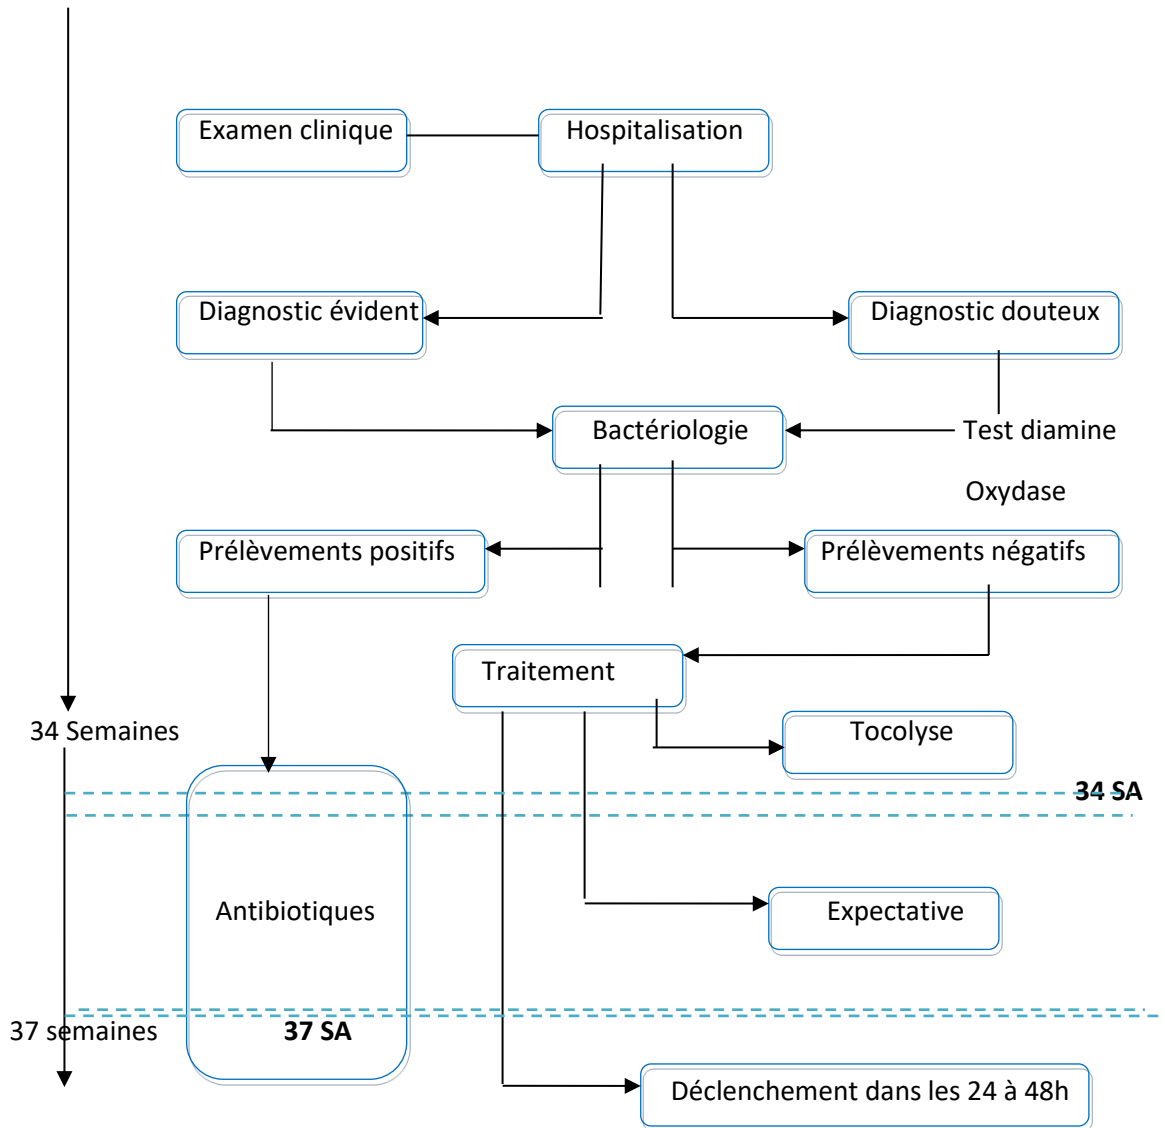 Examen clinique
Hospitalisation
Diagnostic évident
Diagnostic douteux
Bactériologie
Test diamine
Oxydase
Prélèvements positifs
Prélèvements négatifs
Traitement
34 Semaines
Tocolyse
34 SA
Antibiotiques
Expectative
37 semaines
37 SA
Déclenchement dans les 24 à 48h